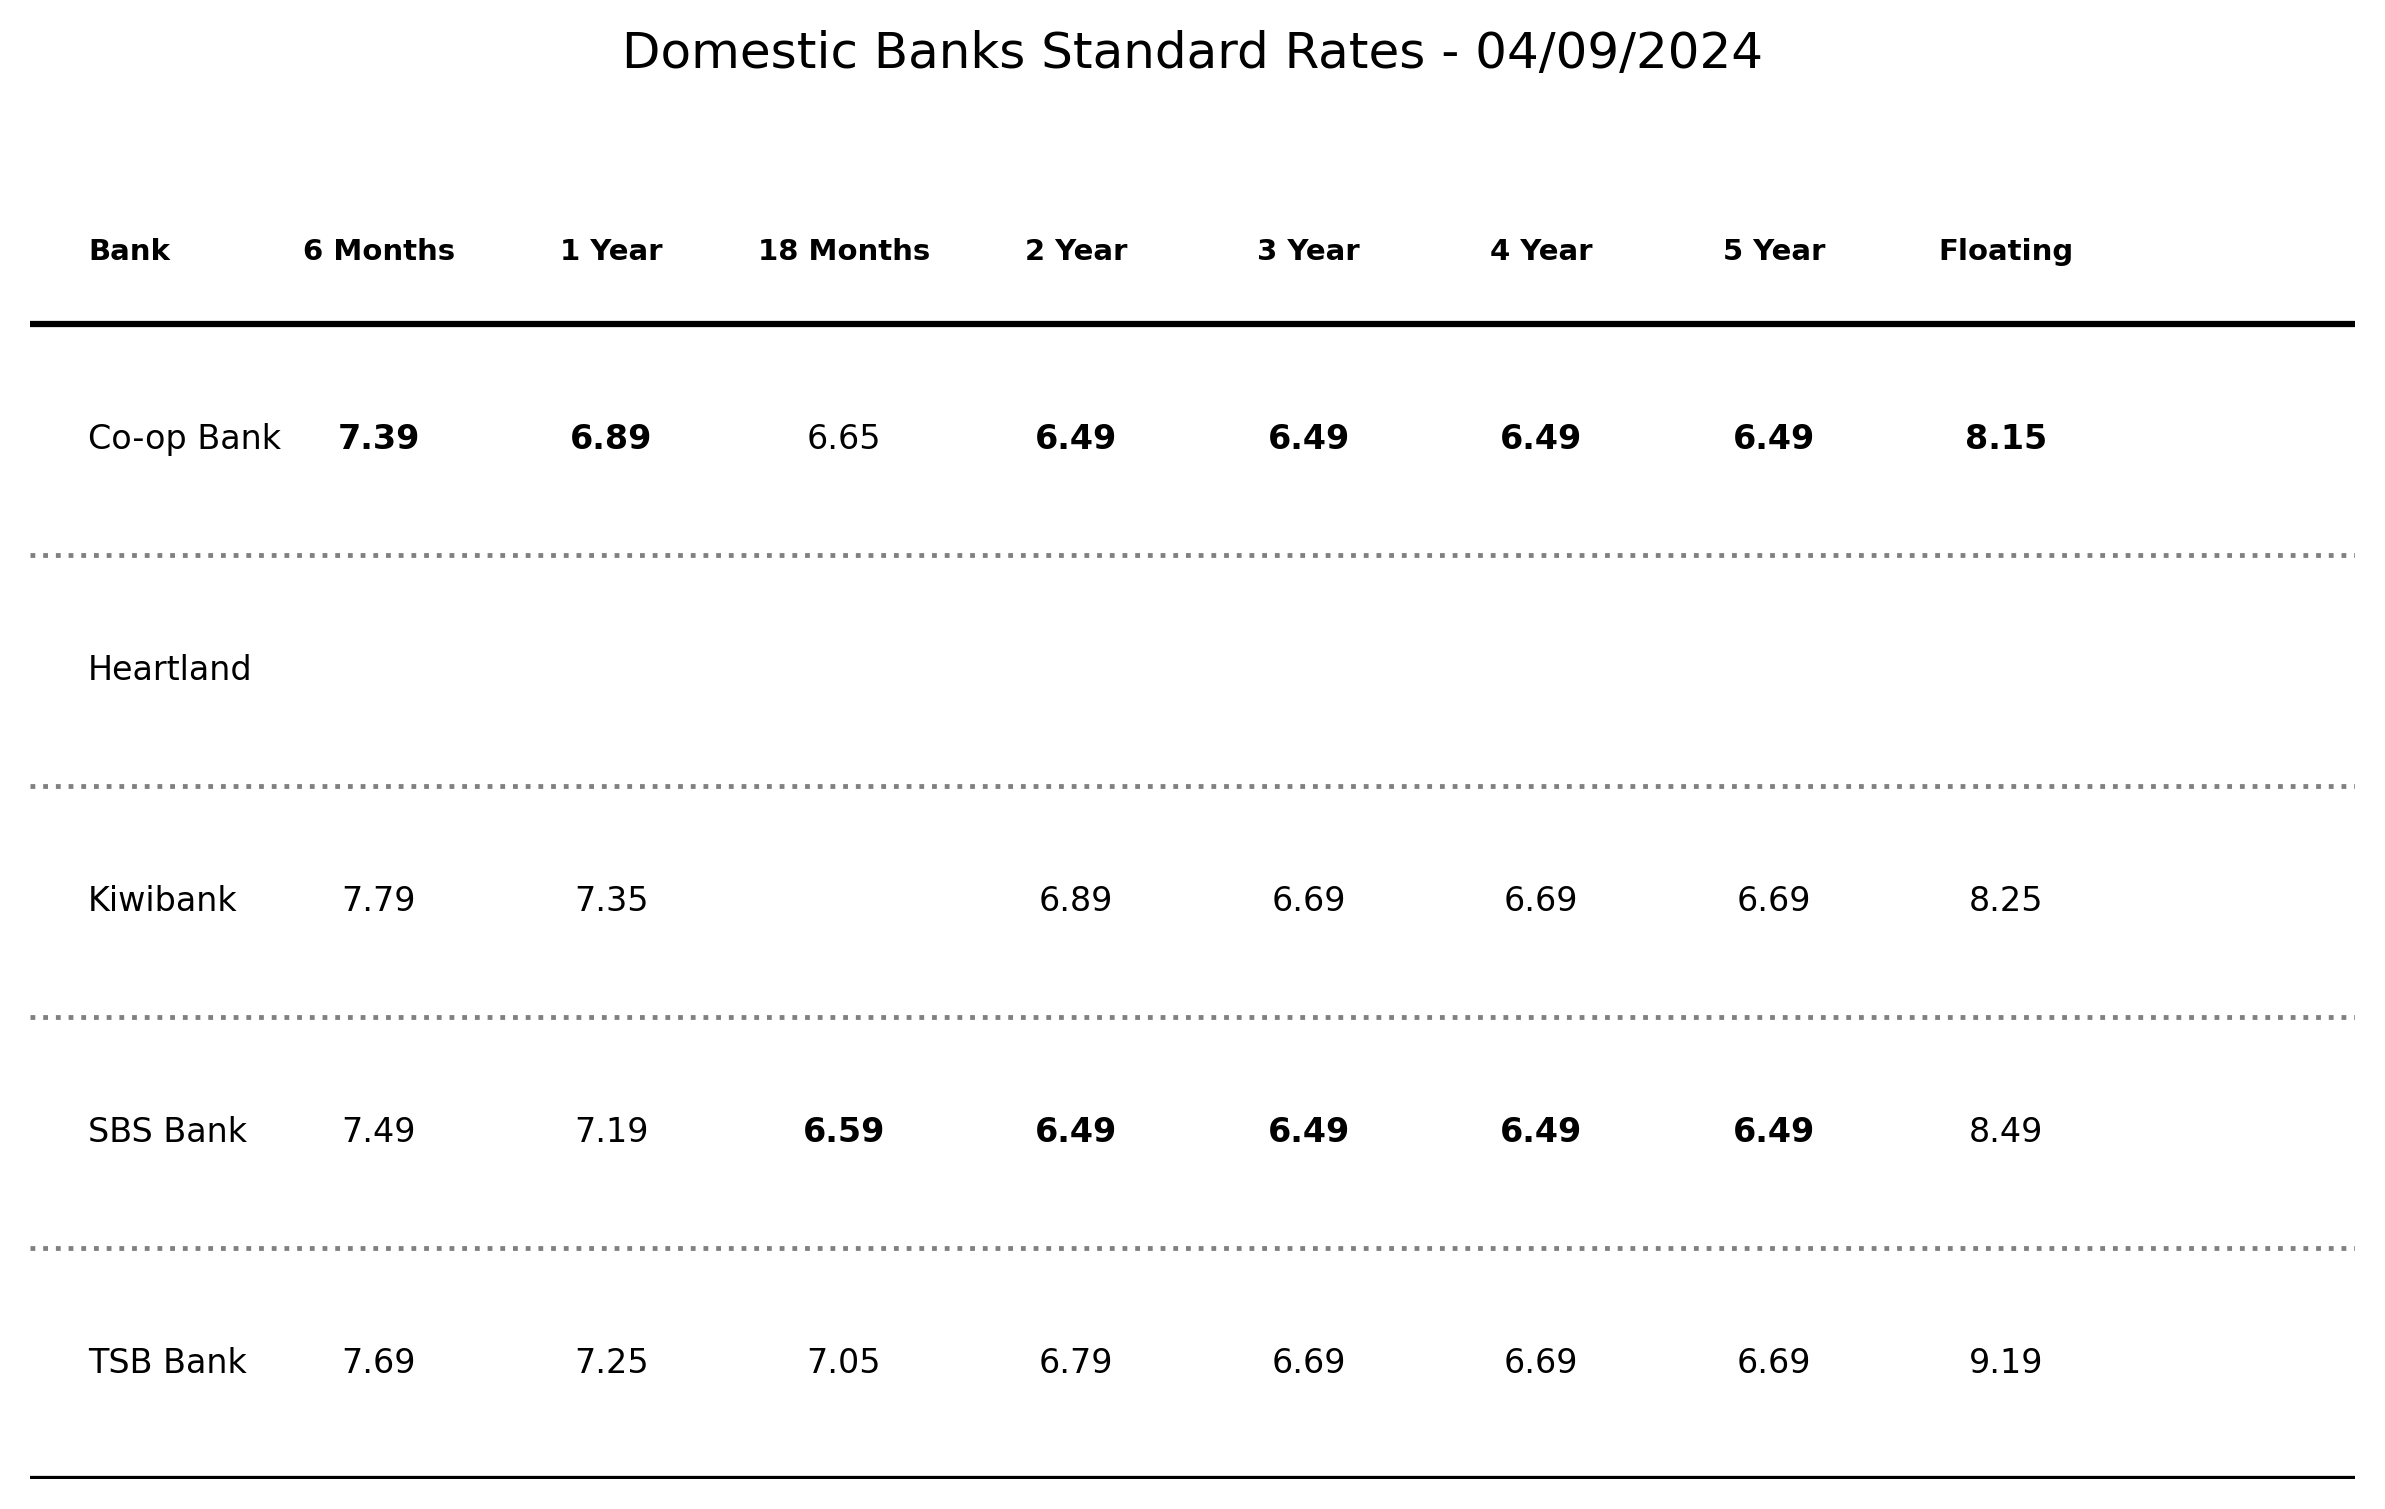 Domestic Banks Standard Rates - 04/09/2024
Bank 6 Months 1 Year 18 Months 2 Year 3 Year 4 Year 5 Year Floating
Co-op Bank 7.39 6.89 6.65 6.49 6.49 6.49 6.49 8.15
Heartland
Kiwibank 7.79 7.35 6.89 6.69 6.69 6.69 8.25
SBS Bank 7.49 7.19 6.59 6.49 6.49 6.49 6.49 8.49
TSB Bank 7.69 7.25 7.05 6.79 6.69 6.69 6.69 9.19